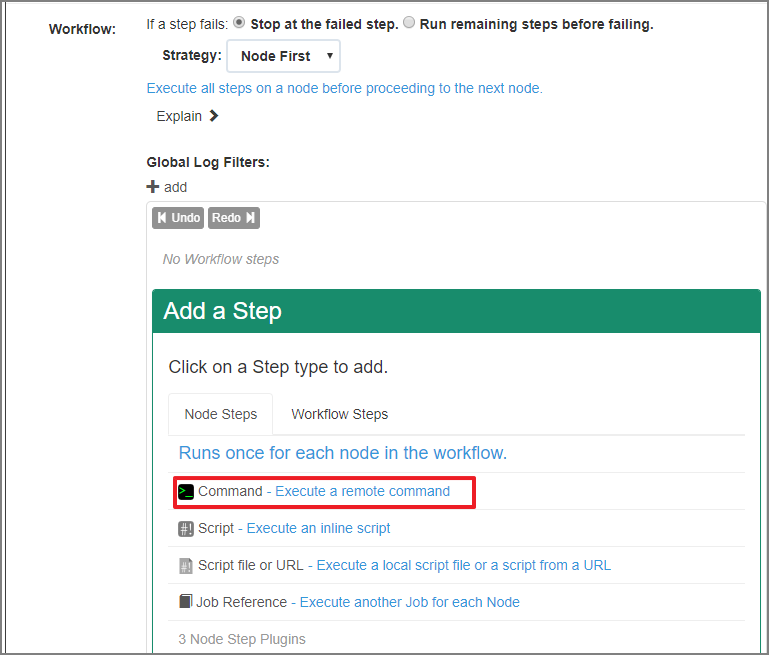 Workflow: If a step fails: Stop at the failed step. Run remaining steps before failing.
Strategy: Node First
Execute all steps on a node before proceeding to the next node.
Explain
Global Log Filters:
add
Undo Redo
No Workflow steps
Add a Step
Click on a Step type to add.
Node Steps Workflow Steps
Runs once for each node in the workflow.
>_ Command - Execute a remote command
#! Script - Execute an inline script
#! Script file or URL - Execute a local script file or a script from a URL
Job Reference - Execute another Job for each Node
3 Node Step Plugins